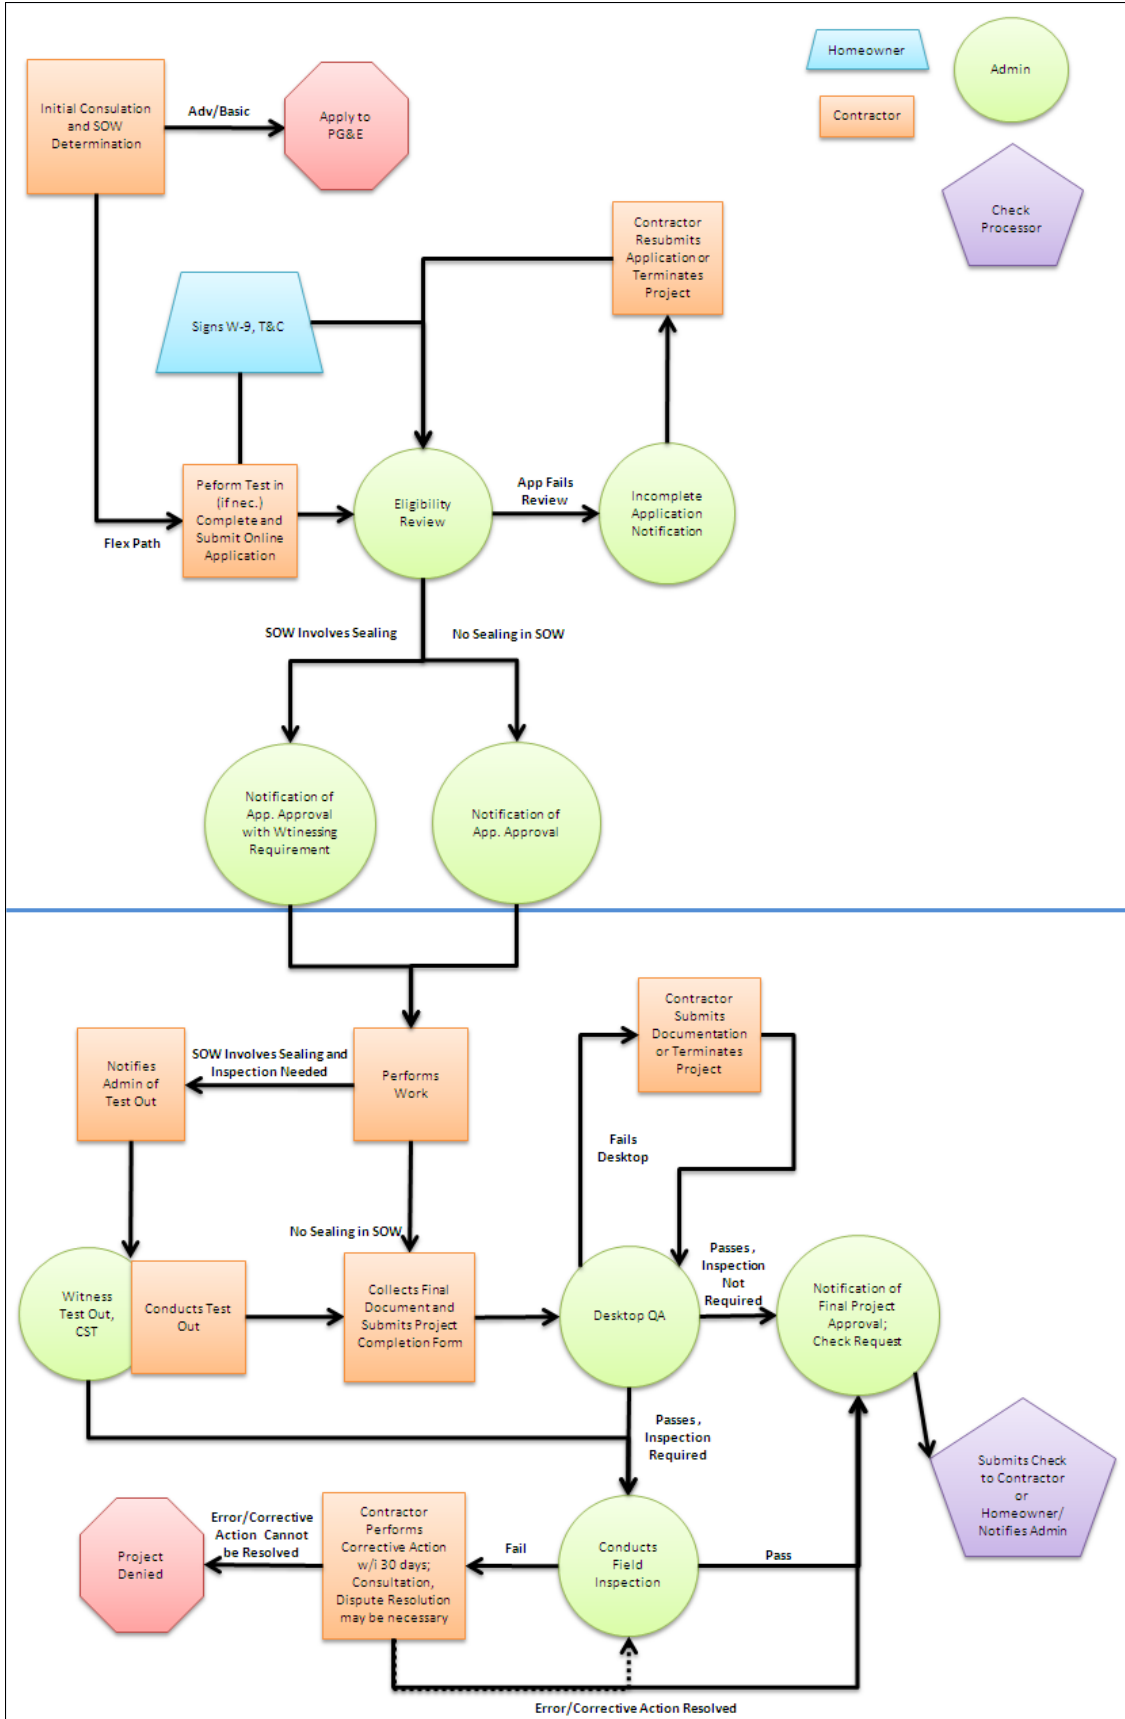 Homeowner
Admin
Contractor
Check
Processor
Initial Consulation
and SOW
Determination
Adv/Basic
Apply to
PG&E
Contractor
Resubmits
Application or
Terminates
Project
Signs W-9, T&C
Peform Test in
(if nec.)
Complete and
Submit Online
Application
Flex Path
Eligibility
Review
App Fails
Review
Incomplete
Application
Notification
SOW Involves Sealing
No Sealing in SOW
Notification of
App. Approval
with Wtinessing
Requirement
Notification of
App. Approval
Contractor
Submits
Documentation
or Terminates
Project
Notifies
Admin of
Test Out
SOW Involves Sealing and
Inspection Needed
Performs
Work
Fails
Desktop
No Sealing in SOW
Witness
Test Out,
CST
Conducts Test
Out
Collects Final
Document and
Submits Project
Completion Form
Desktop QA
Passes ,
Inspection
Not
Required
Notification of
Final Project
Approval;
Check Request
Passes ,
Inspection
Required
Submits Check
to Contractor
or
Homeowner/
Notifies Admin
Project
Denied
Error/Corrective
Action Cannot
be Resolved
Contractor
Performs
Corrective Action
w/i 30 days;
Consultation,
Dispute Resolution
may be necessary
Fail
Conducts
Field
Inspection
Pass
Error/Corrective Action Resolved